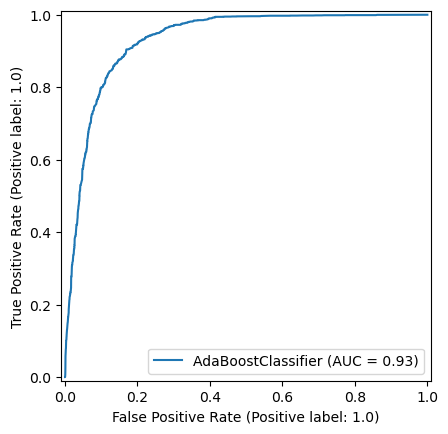 1.0
0.8
0.6
0.4
0.2
0.0
True Positive Rate (Positive label: 1.0)
AdaBoostClassifier (AUC = 0.93)
0.0 0.2 0.4 0.6 0.8 1.0
False Positive Rate (Positive label: 1.0)